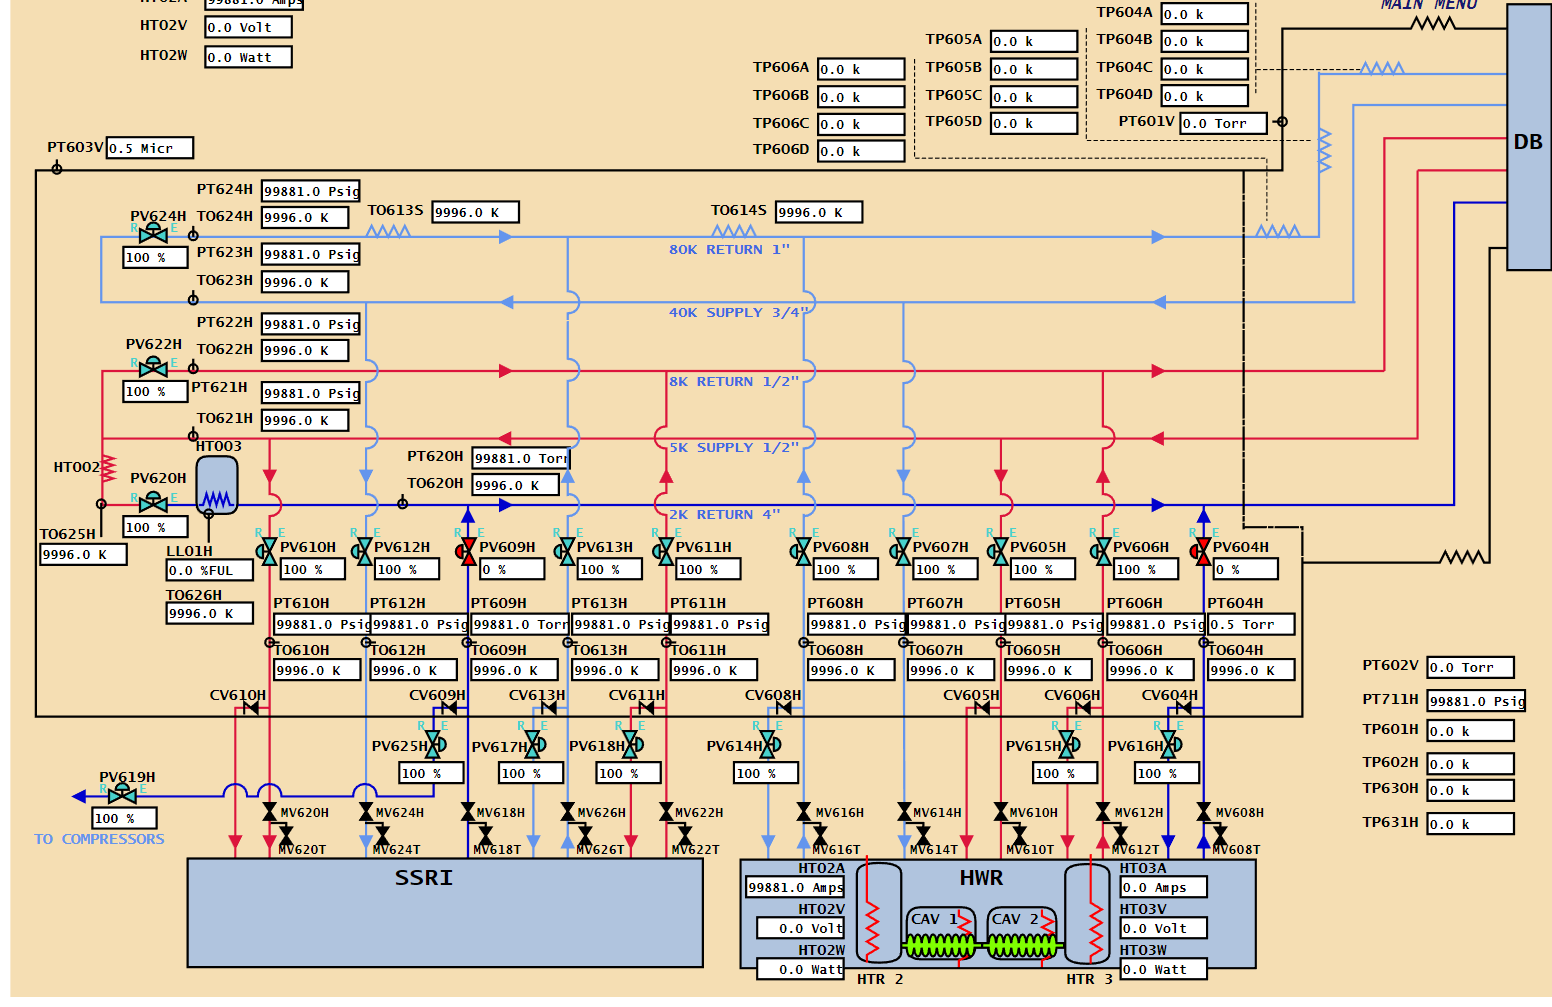 HT02A 99881.0 Amps
HT02V 0.0 Volt
HT02W 0.0 Watt
MAIN MENU
TP604A 0.0 k
TP605A 0.0 k TP604B 0.0 k
TP606A 0.0 k TP605B 0.0 k TP604C 0.0 k
TP606B 0.0 k TP605C 0.0 k TP604D 0.0 k
TP606C 0.0 k TP605D 0.0 k PT601V 0.0 Torr
TP606D 0.0 k
DB
PT603V 0.5 Micr
PT624H 99881.0 Psig
PV624H TO624H 9996.0 K TO613S 9996.0 K TO614S 9996.0 K
R E
100 % PT623H 99881.0 Psig 80K RETURN 1"
TO623H 9996.0 K
40K SUPPLY 3/4"
PT622H 99881.0 Psig
PV622H TO622H 9996.0 K
R E
100 % PT621H 99881.0 Psig 8K RETURN 1/2"
TO621H 9996.0 K
HT003 5K SUPPLY 1/2"
PT620H 99881.0 Torr
HT002
PV620H TO620H 9996.0 K
R E
100 % 2K RETURN 4"
TO625H
9996.0 K
LL01H
0.0 %FUL
TO626H
9996.0 K
R E R E R E R E R E R E R E R E R E R E
PV610H PV612H PV609H PV613H PV611H PV608H PV607H PV605H PV606H PV604H
100 % 100 % 0 % 100 % 100 % 100 % 100 % 100 % 100 % 0 %
PT610H PT612H PT609H PT613H PT611H PT608H PT607H PT605H PT606H PT604H
99881.0 Psig 99881.0 Psig 99881.0 Torr 99881.0 Psig 99881.0 Psig 99881.0 Psig 99881.0 Psig 99881.0 Psig 99881.0 Psig 0.5 Torr
TO610H TO612H TO609H TO613H TO611H TO608H TO607H TO605H TO606H TO604H
9996.0 K 9996.0 K 9996.0 K 9996.0 K 9996.0 K 9996.0 K 9996.0 K 9996.0 K 9996.0 K 9996.0 K
PT602V 0.0 Torr
PT711H 99881.0 Psig
TP601H 0.0 k
TP602H 0.0 k
TP630H 0.0 k
TP631H 0.0 k
CV610H CV609H CV613H CV611H CV608H CV605H CV606H CV604H
R E R E R E R E R E R E
PV625H PV617H PV618H PV614H PV615H PV616H
100 % 100 % 100 % 100 % 100 % 100 %
PV619H
R E
100 %
TO COMPRESSORS
MV620H MV624H MV618H MV626H MV622H MV616H MV614H MV610H MV612H MV608H
MV620T MV624T MV618T MV626T MV622T MV616T MV614T MV610T MV612T MV608T
SSRI
HWR
HT02A
99881.0 Amps
HT02V
0.0 Volt
HT02W
0.0 Watt
CAV 1 CAV 2
HTR 2 HTR 3
HT03A
0.0 Amps
HT03V
0.0 Volt
HT03W
0.0 Watt